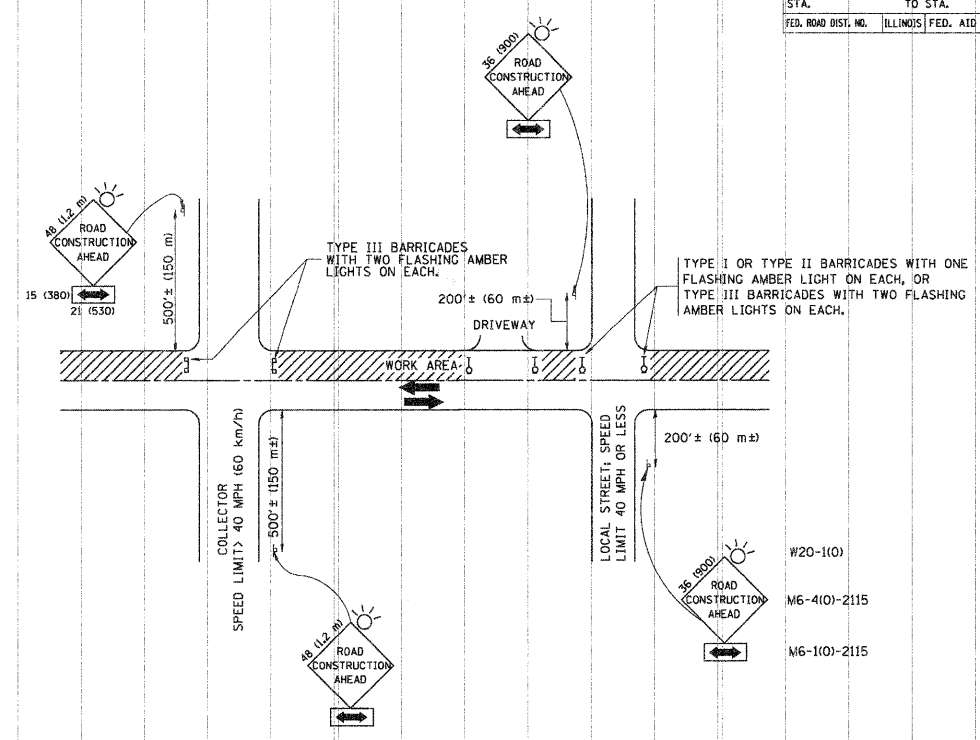 STA. TO STA.
FED. ROAD DIST. NO. ILLINOIS FED. AID
36 (900)
ROAD
CONSTRUCTION
AHEAD
48 (1.2 m)
ROAD
CONSTRUCTION
AHEAD
15 (380)
21 (530)
500'± (150 m)
TYPE III BARRICADES
WITH TWO FLASHING AMBER
LIGHTS ON EACH.
200'± (60 m±)
DRIVEWAY
TYPE I OR TYPE II BARRICADES WITH ONE
FLASHING AMBER LIGHT ON EACH, OR
TYPE III BARRICADES WITH TWO FLASHING
AMBER LIGHTS ON EACH.
WORK AREA
COLLECTOR
SPEED LIMIT> 40 MPH (60 km/h)
500'± (150 m±)
LOCAL STREET; SPEED
LIMIT 40 MPH OR LESS
200'± (60 m±)
48 (1.2 m)
ROAD
CONSTRUCTION
AHEAD
36 (900)
ROAD
CONSTRUCTION
AHEAD
W20-1(O)
M6-4(O)-2115
M6-1(O)-2115